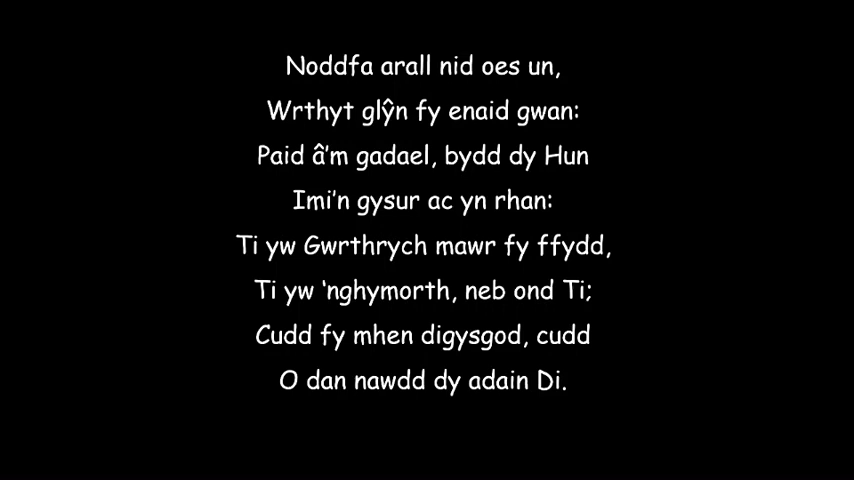 Noddfa arall nid oes un,
Wrthyt glŷn fy enaid gwan:
Paid â'm gadael, bydd dy Hun
Imi'n gysur ac yn rhan:
Ti yw Gwrthrych mawr fy ffydd,
Ti yw 'nghymorth, neb ond Ti;
Cudd fy mhen digysgod, cudd
O dan nawdd dy adain Di.